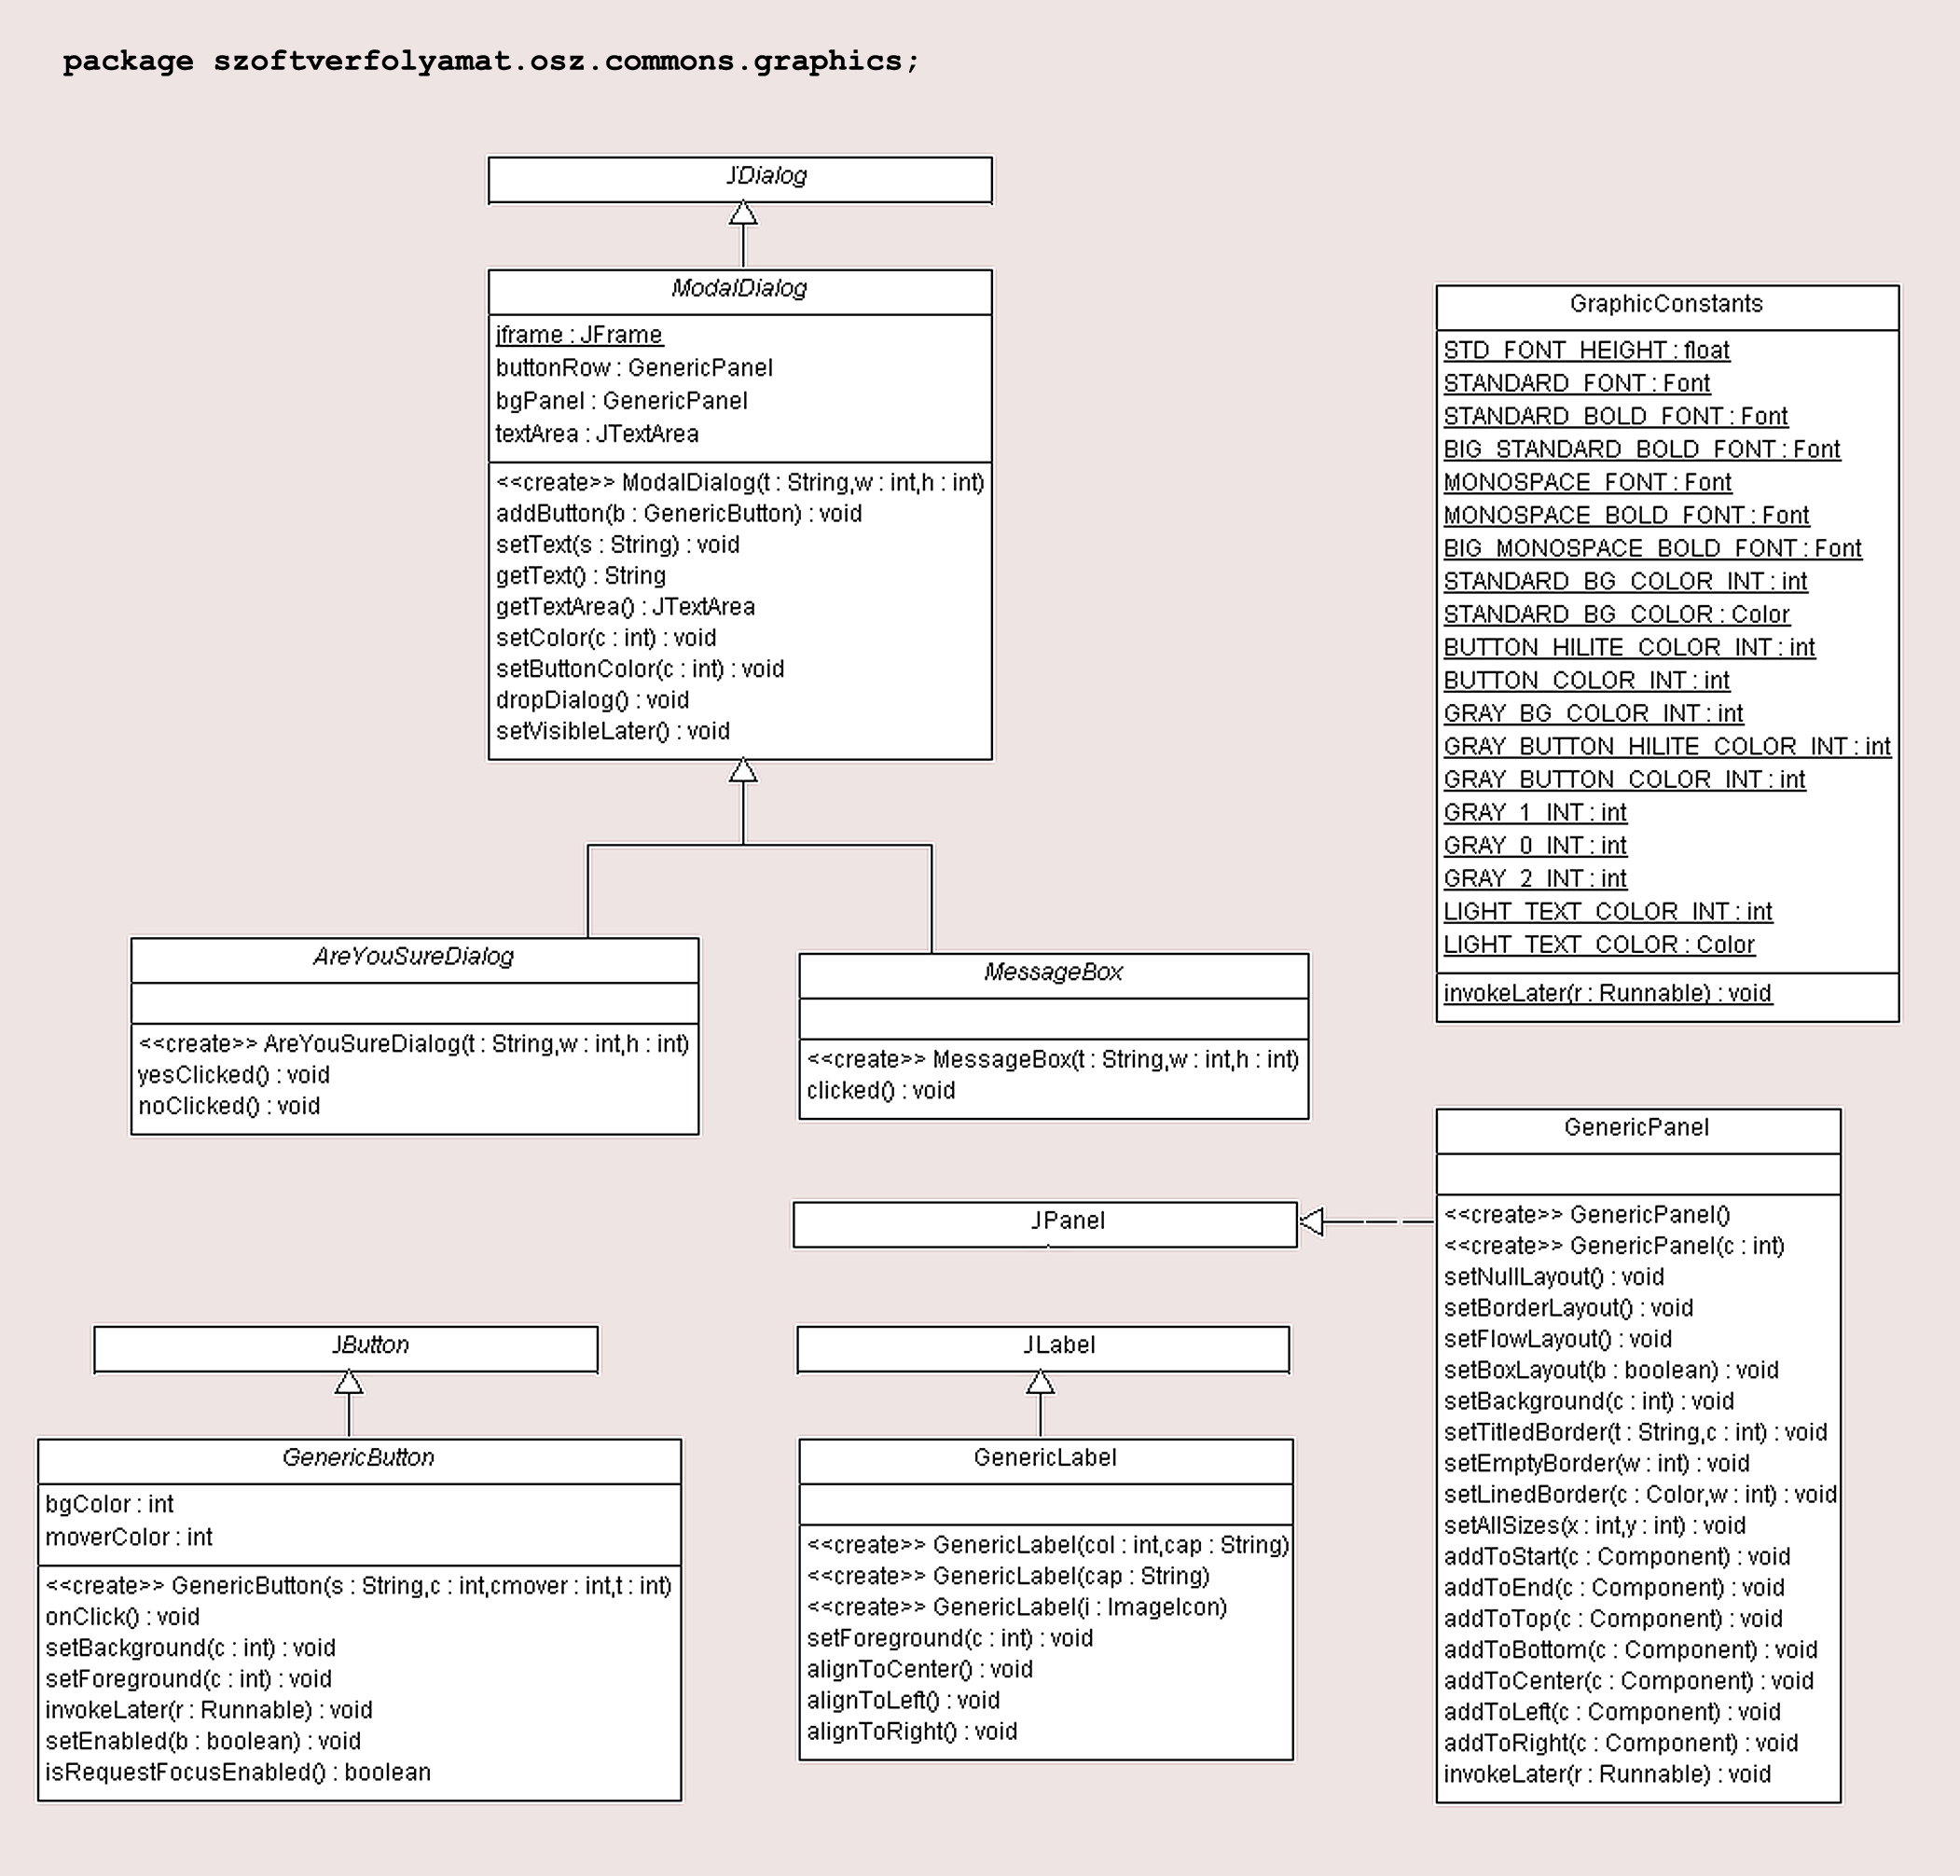 package szoftverfolyamat.osz.commons.graphics;
JDialog
ModalDialog
jframe : JFrame
buttonRow : GenericPanel
bgPanel : GenericPanel
textArea : JTextArea
<<create>> ModalDialog(t : String,w : int,h : int)
addButton(b : GenericButton) : void
setText(s : String) : void
getText() : String
getTextArea() : JTextArea
setColor(c : int) : void
setButtonColor(c : int) : void
dropDialog() : void
setVisibleLater() : void
GraphicConstants
STD_FONT_HEIGHT : float
STANDARD_FONT : Font
STANDARD_BOLD_FONT : Font
BIG_STANDARD_BOLD_FONT : Font
MONOSPACE_FONT : Font
MONOSPACE_BOLD_FONT : Font
BIG_MONOSPACE_BOLD_FONT : Font
STANDARD_BG_COLOR_INT : int
STANDARD_BG_COLOR : Color
BUTTON_HILITE_COLOR_INT : int
BUTTON_COLOR_INT : int
GRAY_BG_COLOR_INT : int
GRAY_BUTTON_HILITE_COLOR_INT : int
GRAY_BUTTON_COLOR_INT : int
GRAY_1_INT : int
GRAY_0_INT : int
GRAY_2_INT : int
LIGHT_TEXT_COLOR_INT : int
LIGHT_TEXT_COLOR : Color
invokeLater(r : Runnable) : void
AreYouSureDialog
<<create>> AreYouSureDialog(t : String,w : int,h : int)
yesClicked() : void
noClicked() : void
MessageBox
<<create>> MessageBox(t : String,w : int,h : int)
clicked() : void
JPanel
GenericPanel
<<create>> GenericPanel()
<<create>> GenericPanel(c : int)
setNullLayout() : void
setBorderLayout() : void
setFlowLayout() : void
setBoxLayout(b : boolean) : void
setBackground(c : int) : void
setTitledBorder(t : String,c : int) : void
setEmptyBorder(w : int) : void
setLinedBorder(c : Color,w : int) : void
setAllSizes(x : int,y : int) : void
addToStart(c : Component) : void
addToEnd(c : Component) : void
addToTop(c : Component) : void
addToBottom(c : Component) : void
addToCenter(c : Component) : void
addToLeft(c : Component) : void
addToRight(c : Component) : void
invokeLater(r : Runnable) : void
JButton
GenericButton
bgColor : int
moverColor : int
<<create>> GenericButton(s : String,c : int,cmover : int,t : int)
onClick() : void
setBackground(c : int) : void
setForeground(c : int) : void
invokeLater(r : Runnable) : void
setEnabled(b : boolean) : void
isRequestFocusEnabled() : boolean
JLabel
GenericLabel
<<create>> GenericLabel(col : int,cap : String)
<<create>> GenericLabel(cap : String)
<<create>> GenericLabel(i : ImageIcon)
setForeground(c : int) : void
alignToCenter() : void
alignToLeft() : void
alignToRight() : void